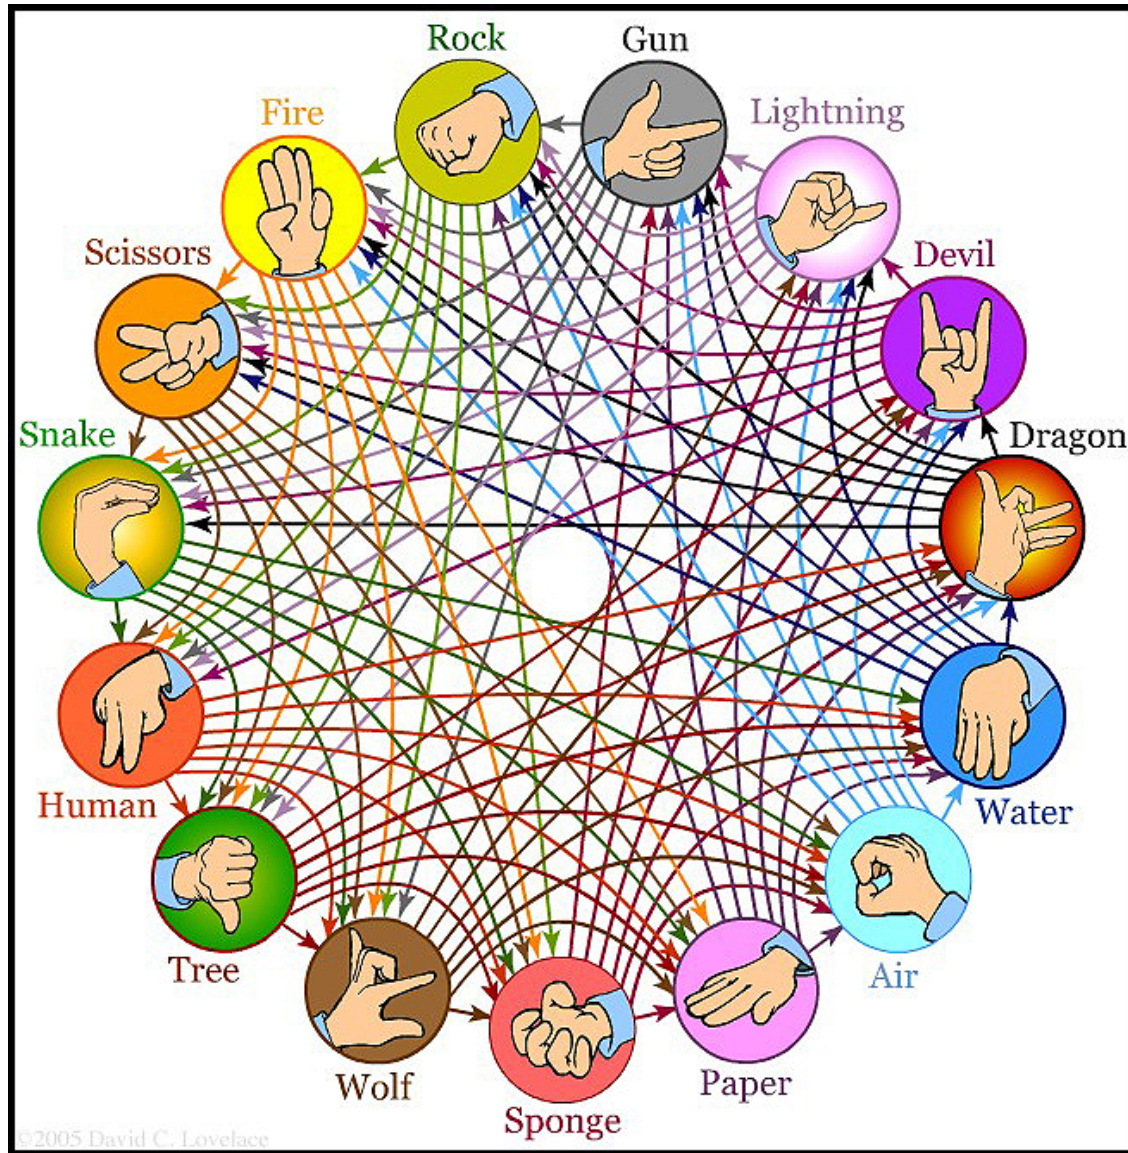 Rock
Gun
Fire
Lightning
Scissors
Devil
Snake
Dragon
Human
Water
Tree
Air
Wolf
Paper
Sponge
©2005 David C. Lovelace